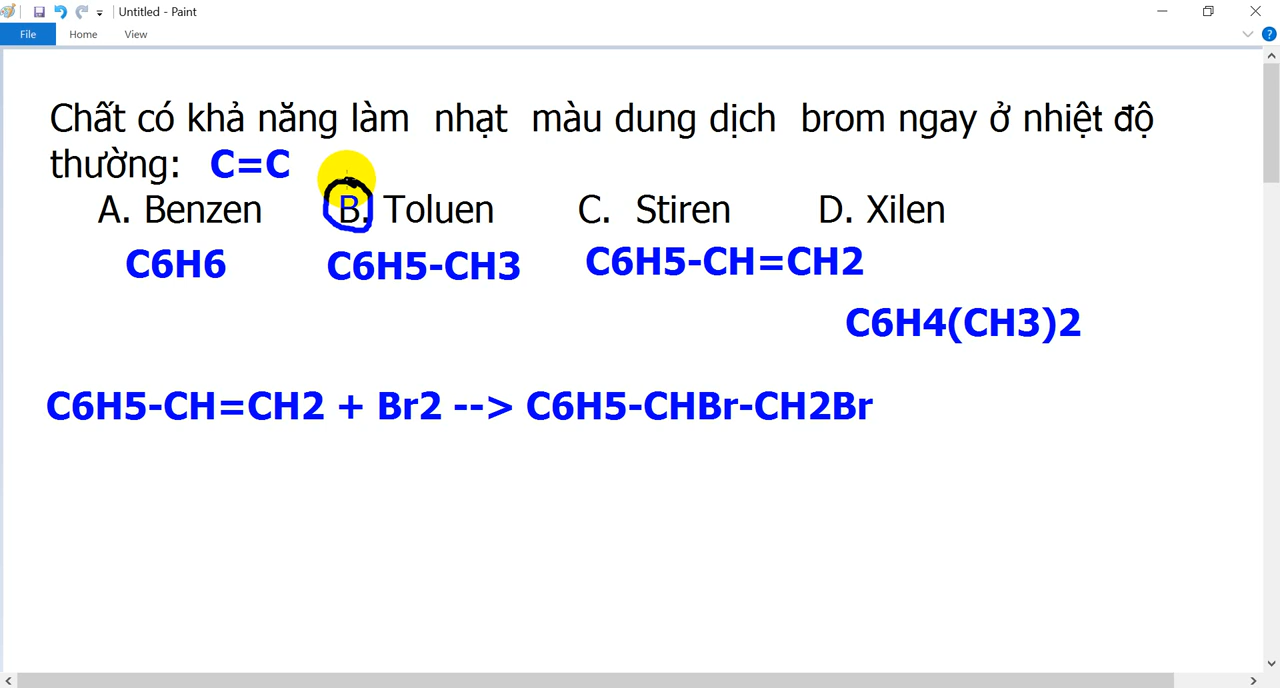 Untitled - Paint
File Home View
Chất có khả năng làm nhạt màu dung dịch brom ngay ở nhiệt độ
thường: C=C
A. Benzen B. Toluen C. Stiren D. Xilen
C6H6 C6H5-CH3 C6H5-CH=CH2
C6H4(CH3)2
C6H5-CH=CH2 + Br2 --> C6H5-CHBr-CH2Br